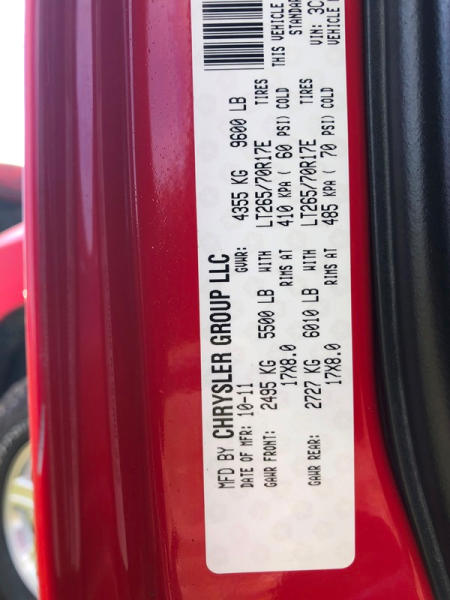 MFD BY CHRYSLER GROUP LLC
DATE OF MFR: 10-11 GVWR: 4355 KG 9600 LB
GAWR FRONT: 2495 KG 5500 LB WITH LT265/70R17E TIRES THIS VEHICLE
17X8.0 RIMS AT 410 KPA ( 60 PSI) COLD STANDAR
GAWR REAR: 2727 KG 6010 LB WITH LT265/70R17E TIRES VIN: 3C
17X8.0 RIMS AT 485 KPA ( 70 PSI) COLD VEHICLE